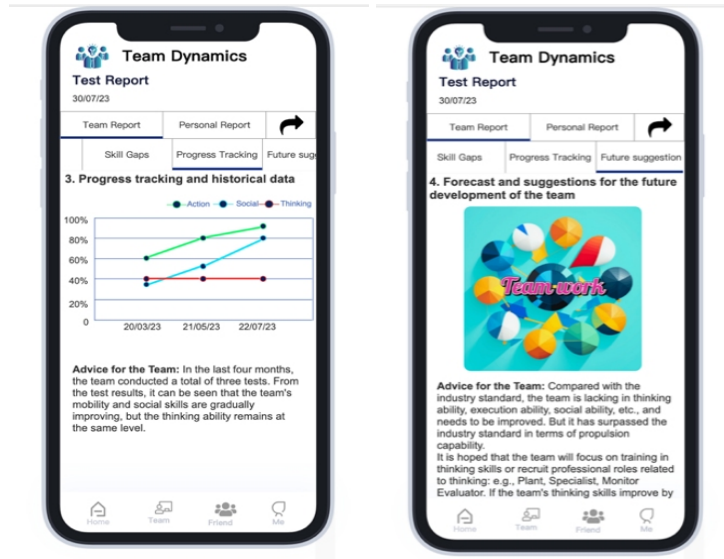 Team Dynamics
Test Report
30/07/23
Team Report
Personal Report
Skill Gaps
Progress Tracking
Future sug
3. Progress tracking and historical data
Action
Social
Thinking
100%
80%
60%
40%
20%
0
20/03/23
21/05/23
22/07/23
Advice for the Team: In the last four months,
the team conducted a total of three tests. From
the test results, it can be seen that the team's
mobility and social skills are gradually
improving, but the thinking ability remains at
the same level.
Home
Team
Friend
Me
Team Dynamics
Test Report
30/07/23
Team Report
Personal Report
Skill Gaps
Progress Tracking
Future suggestion
4. Forecast and suggestions for the future
development of the team
Team work
Advice for the Team: Compared with the
industry standard, the team is lacking in thinking
ability, execution ability, social ability, etc., and
needs to be improved. But it has surpassed the
industry standard in terms of propulsion
capability.
It is hoped that the team will focus on training in
thinking skills or recruit professional roles related
to thinking: e.g., Plant, Specialist, Monitor
Evaluator. If the team's thinking skills improve by
Home
Team
Friend
Me